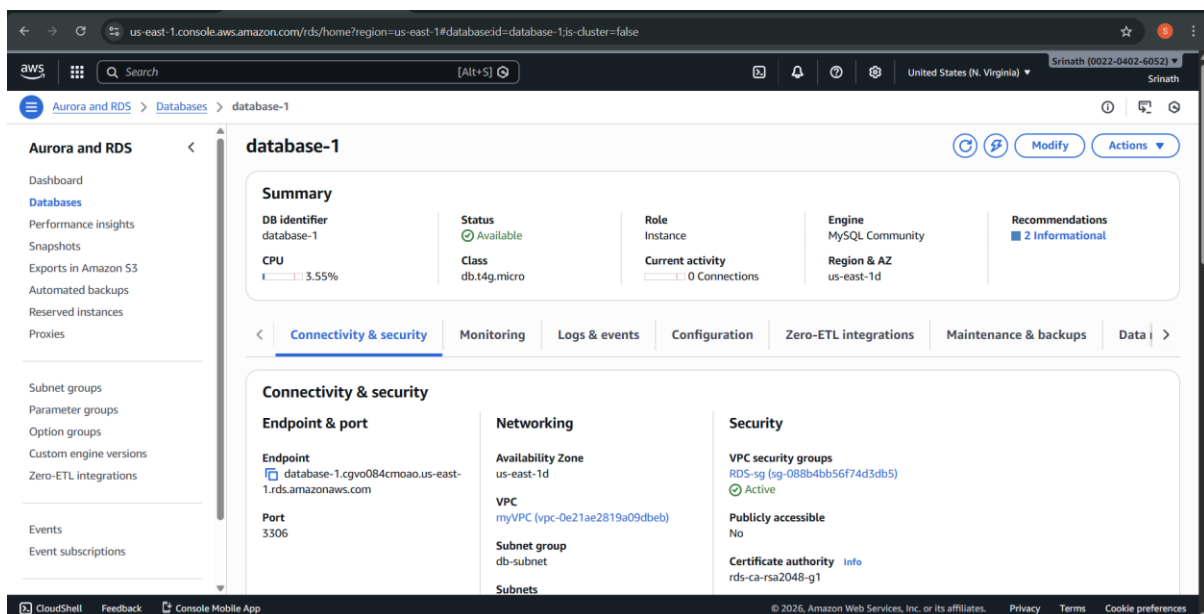 us-east-1.console.aws.amazon.com/rds/home?region=us-east-1#database:id=database-1;is-cluster=false
S
aws
Search
[Alt+S]
United States (N. Virginia)
Srinath (0022-0402-6052)
Srinath
Aurora and RDS > Databases > database-1
Aurora and RDS
Dashboard
Databases
Performance insights
Snapshots
Exports in Amazon S3
Automated backups
Reserved instances
Proxies
Subnet groups
Parameter groups
Option groups
Custom engine versions
Zero-ETL integrations
Events
Event subscriptions
database-1
Modify
Actions
Summary
DB identifier
database-1
Status
Available
Role
Instance
Engine
MySQL Community
Recommendations
2 Informational
CPU
3.55%
Class
db.t4g.micro
Current activity
0 Connections
Region & AZ
us-east-1d
Connectivity & security
Monitoring
Logs & events
Configuration
Zero-ETL integrations
Maintenance & backups
Data
Connectivity & security
Endpoint & port
Endpoint
database-1.cgvo084cmoao.us-east-
1.rds.amazonaws.com
Port
3306
Networking
Availability Zone
us-east-1d
VPC
myVPC (vpc-0e21ae2819a09dbeb)
Subnet group
db-subnet
Subnets
Security
VPC security groups
RDS-sg (sg-088b4bb56f74d3db5)
Active
Publicly accessible
No
Certificate authority Info
rds-ca-rsa2048-g1
CloudShell
Feedback
Console Mobile App
© 2026, Amazon Web Services, Inc. or its affiliates.
Privacy
Terms
Cookie preferences